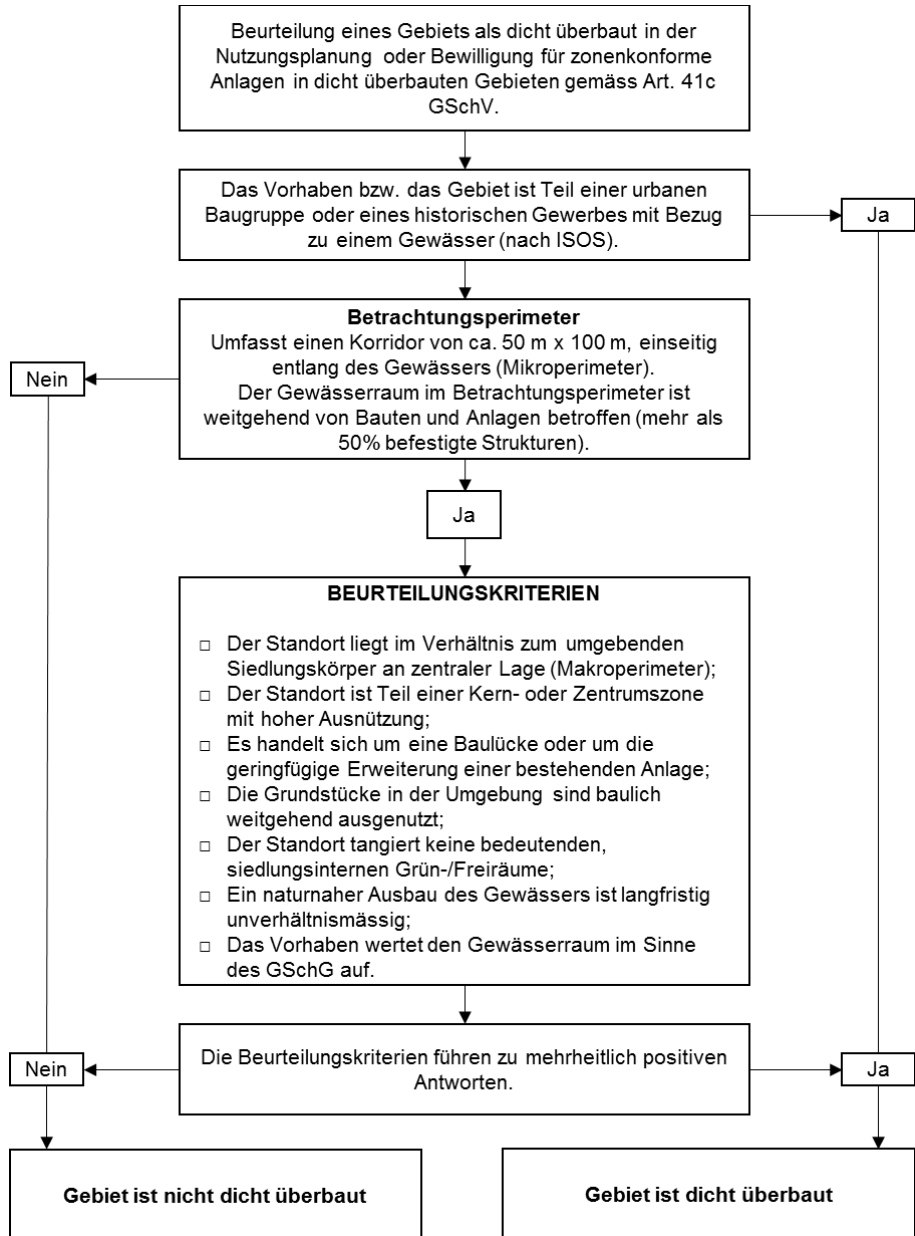 Beurteilung eines Gebiets als dicht überbaut in der
Nutzungsplanung oder Bewilligung für zonenkonforme
Anlagen in dicht überbauten Gebieten gemäss Art. 41c
GSchV.
Das Vorhaben bzw. das Gebiet ist Teil einer urbanen
Baugruppe oder eines historischen Gewerbes mit Bezug
zu einem Gewässer (nach ISOS).
Ja
Betrachtungsperimeter
Umfasst einen Korridor von ca. 50 m x 100 m, einseitig
entlang des Gewässers (Mikroperimeter).
Der Gewässerraum im Betrachtungsperimeter ist
weitgehend von Bauten und Anlagen betroffen (mehr als
50% befestigte Strukturen).
Nein
Ja
BEURTEILUNGSKRITERIEN
□ Der Standort liegt im Verhältnis zum umgebenden
Siedlungskörper an zentraler Lage (Makroperimeter);
□ Der Standort ist Teil einer Kern- oder Zentrumszone
mit hoher Ausnützung;
□ Es handelt sich um eine Baulücke oder um die
geringfügige Erweiterung einer bestehenden Anlage;
□ Die Grundstücke in der Umgebung sind baulich
weitgehend ausgenutzt;
□ Der Standort tangiert keine bedeutenden,
siedlungsinternen Grün-/Freiräume;
□ Ein naturnaher Ausbau des Gewässers ist langfristig
unverhältnismässig;
□ Das Vorhaben wertet den Gewässerraum im Sinne
des GSchG auf.
Nein
Die Beurteilungskriterien führen zu mehrheitlich positiven
Antworten.
Ja
Gebiet ist nicht dicht überbaut
Gebiet ist dicht überbaut